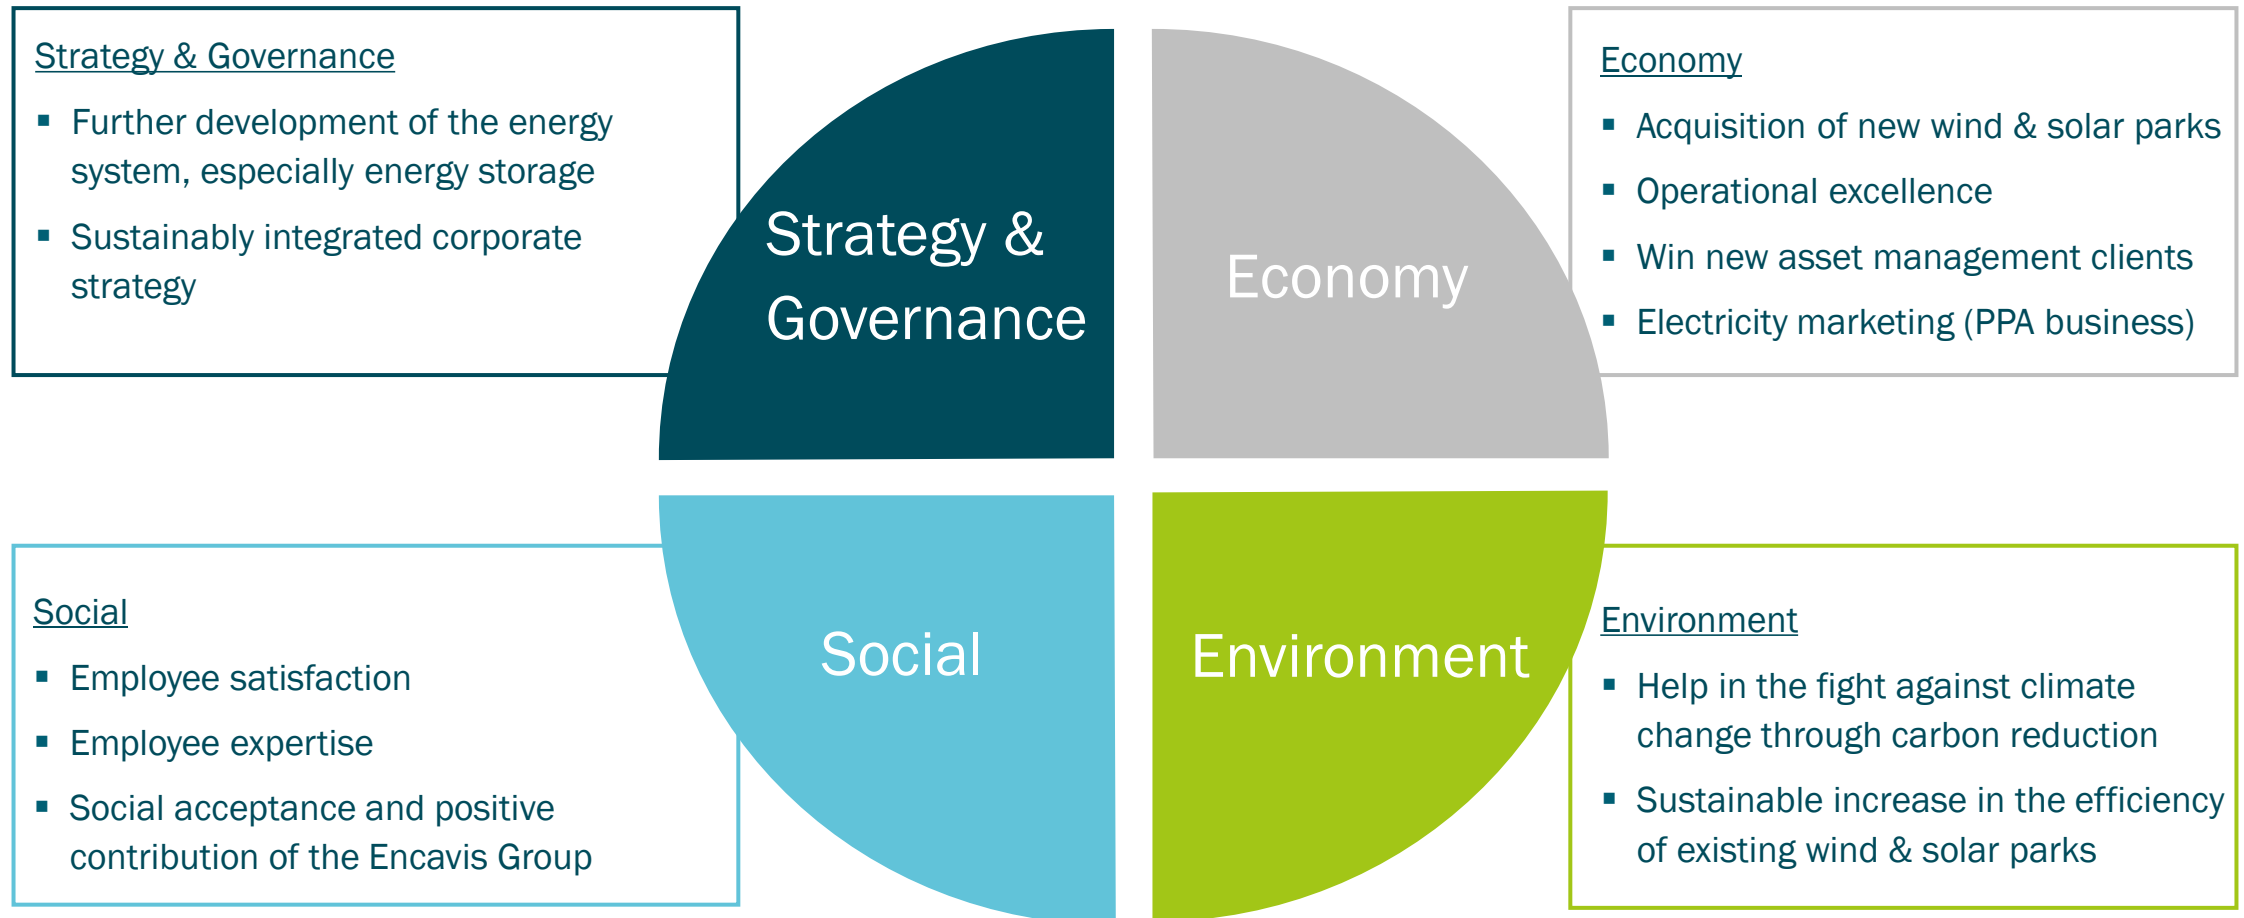 Strategy & Governance
▪ Further development of the energy
system, especially energy storage
▪ Sustainably integrated corporate
strategy
Strategy &
Governance
Economy
Economy
▪ Acquisition of new wind & solar parks
▪ Operational excellence
▪ Win new asset management clients
▪ Electricity marketing (PPA business)
Social
▪ Employee satisfaction
▪ Employee expertise
▪ Social acceptance and positive
contribution of the Encavis Group
Social
Environment
Environment
▪ Help in the fight against climate
change through carbon reduction
▪ Sustainable increase in the efficiency
of existing wind & solar parks